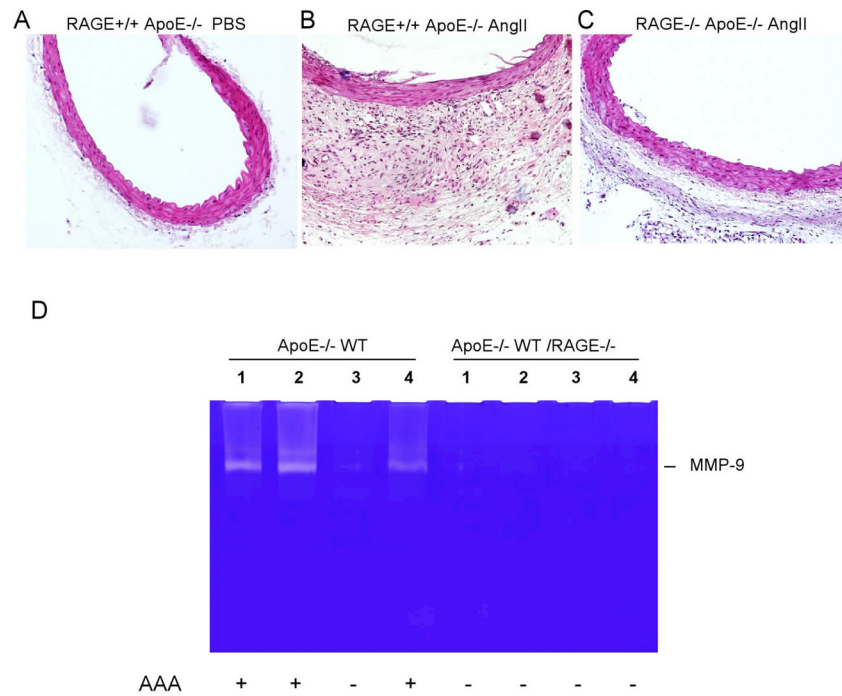 A RAGE+/+ ApoE-/- PBS
B RAGE+/+ ApoE-/- AngII
C RAGE-/- ApoE-/- AngII
D
ApoE-/- WT
ApoE-/- WT /RAGE-/-
1 2 3 4 1 2 3 4
– MMP-9
AAA + + - + - - - -